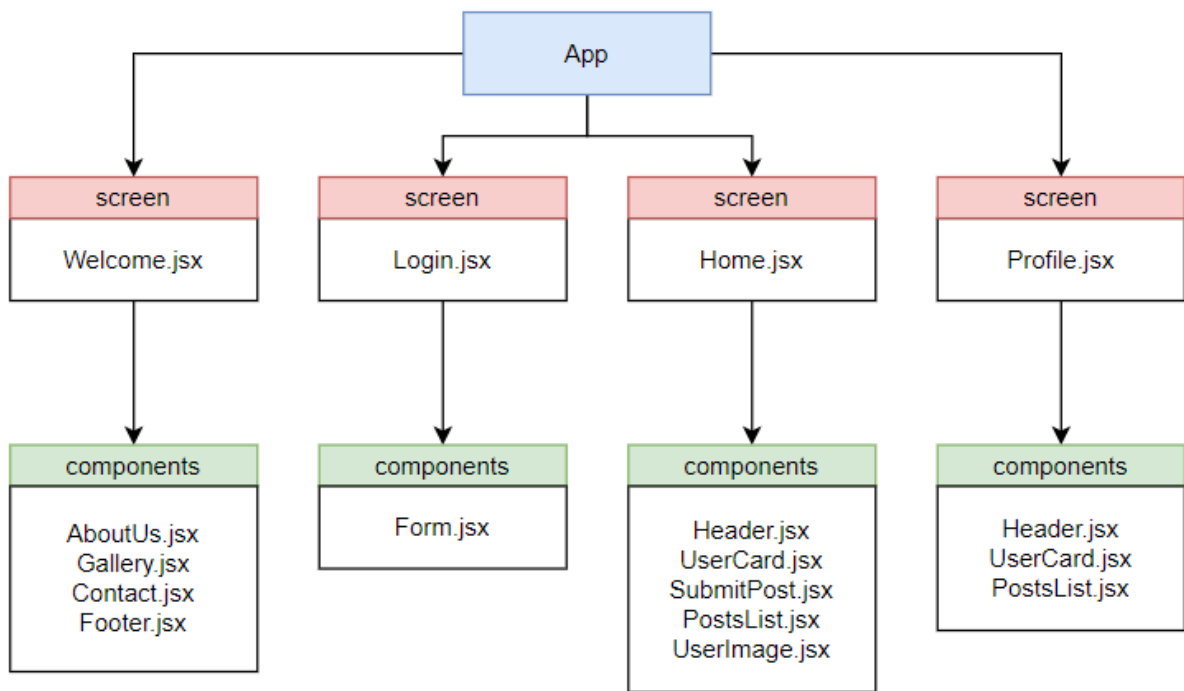 App
screen
Welcome.jsx
screen
Login.jsx
screen
Home.jsx
screen
Profile.jsx
components
AboutUs.jsx
Gallery.jsx
Contact.jsx
Footer.jsx
components
Form.jsx
components
Header.jsx
UserCard.jsx
SubmitPost.jsx
PostsList.jsx
UserImage.jsx
components
Header.jsx
UserCard.jsx
PostsList.jsx